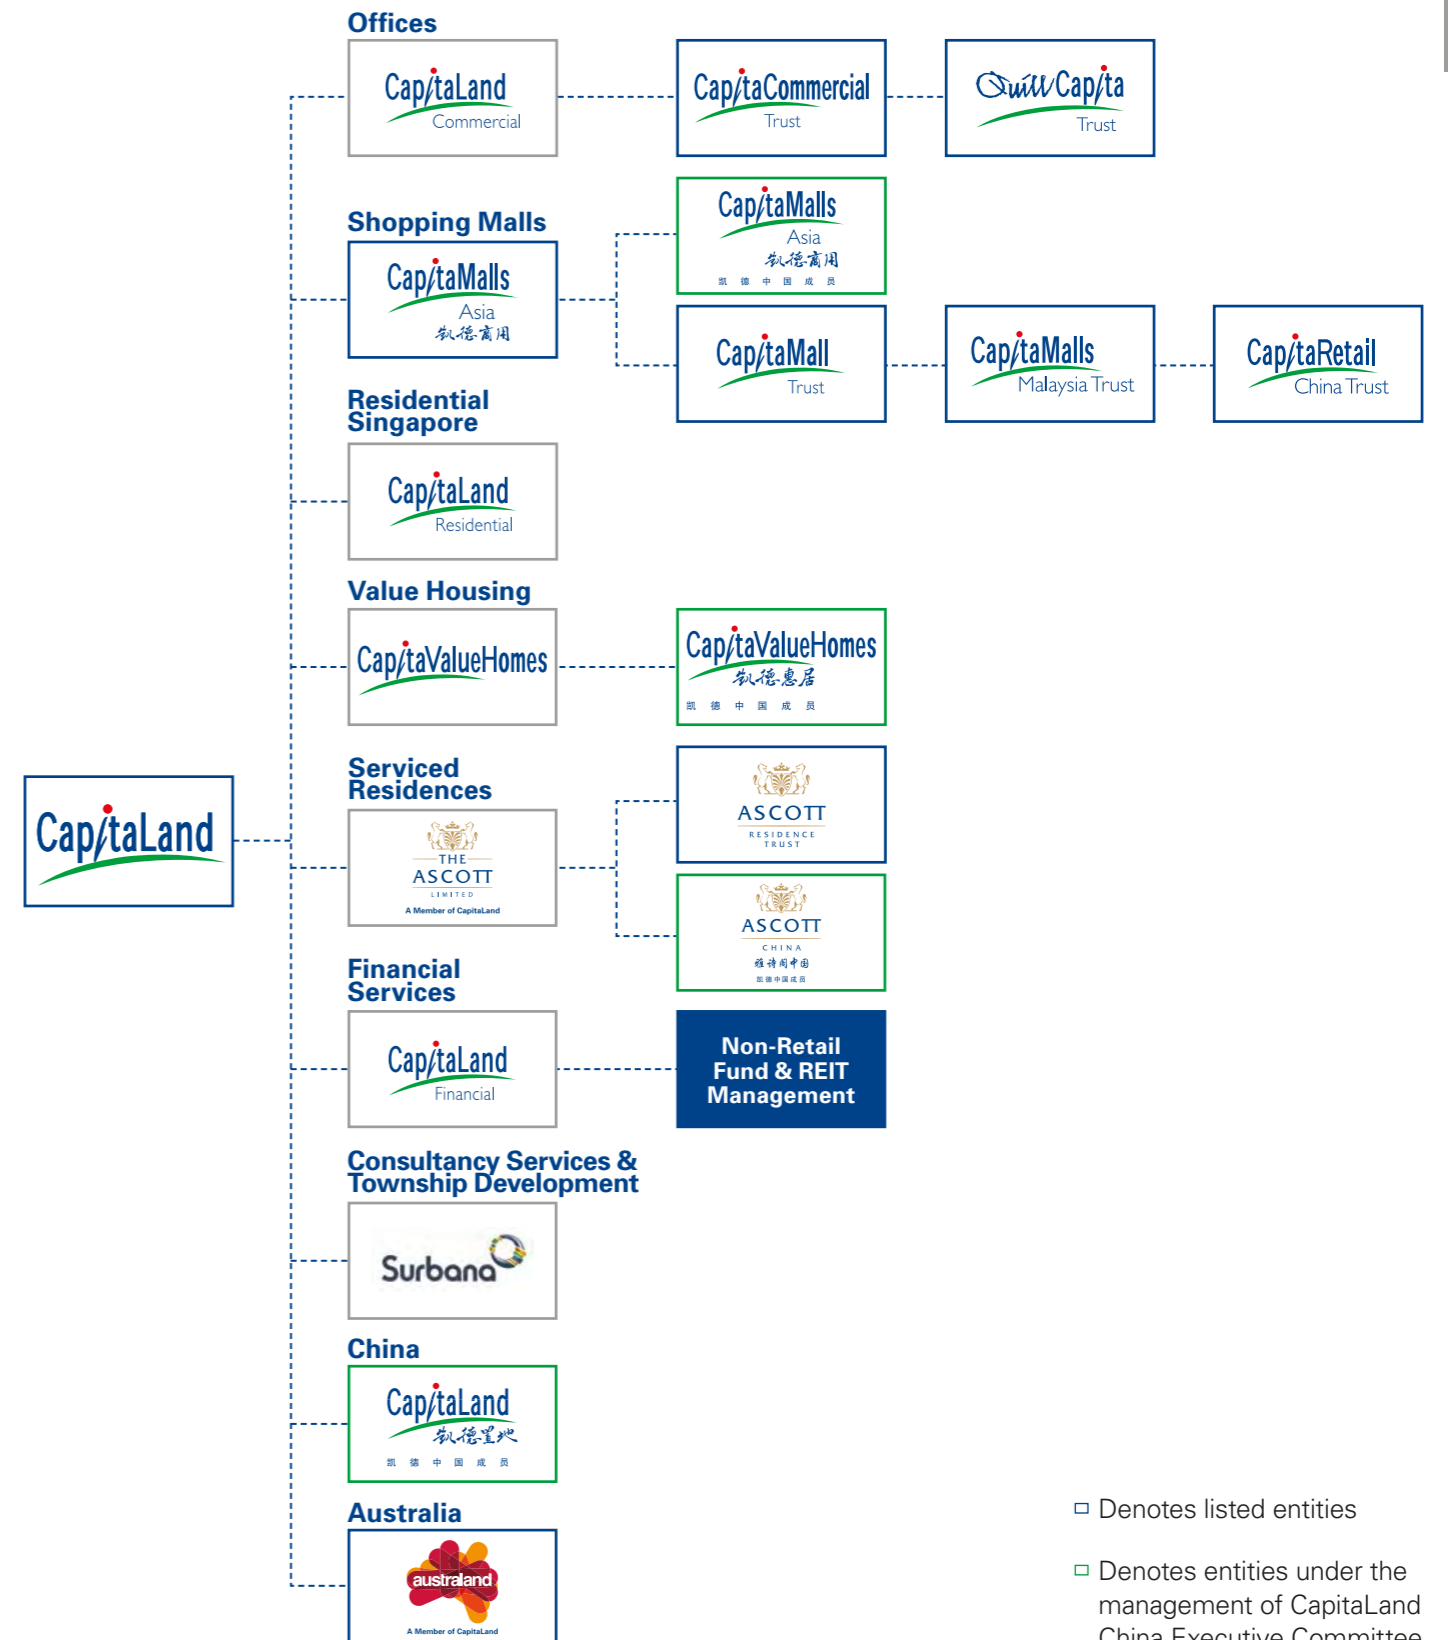 Offices
CapitaLand
Commercial
CapitaCommercial
Trust
QuillCapita
Trust
Shopping Malls
CapitaMalls
Asia
凯德商用
CapitaMalls
Asia
凯德商用
凯德中国成员
CapitaMall
Trust
CapitaMalls
Malaysia Trust
CapitaRetail
China Trust
Residential
Singapore
CapitaLand
Residential
Value Housing
CapitaValueHomes
CapitaValueHomes
凯德惠居
凯德中国成员
CapitaLand
Serviced
Residences
THE
ASCOTT
LIMITED
A Member of CapitaLand
ASCOTT
RESIDENCE
TRUST
ASCOTT
CHINA
雅诗阁中国
凯德中国成员
Financial
Services
CapitaLand
Financial
Non-Retail
Fund & REIT
Management
Consultancy Services &
Township Development
Surbana
China
CapitaLand
凯德置地
凯德中国成员
Australia
australand
A Member of CapitaLand
Denotes listed entities
Denotes entities under the
management of CapitaLand
China Executive Committee